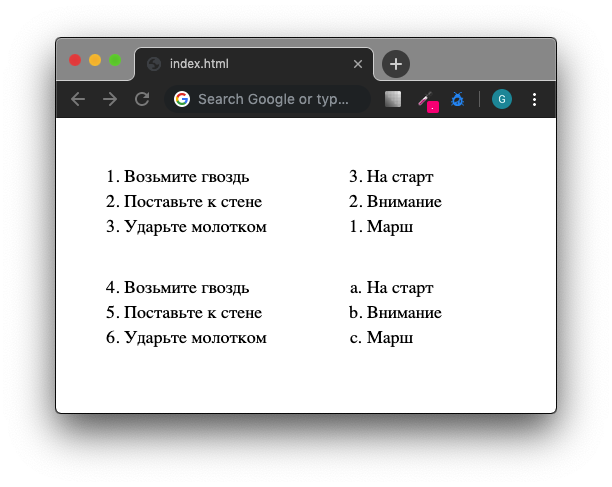 index.html
Search Google or typ...
G
1. Возьмите гвоздь
2. Поставьте к стене
3. Ударьте молотком
3. На старт
2. Внимание
1. Марш
4. Возьмите гвоздь
5. Поставьте к стене
6. Ударьте молотком
a. На старт
b. Внимание
c. Марш